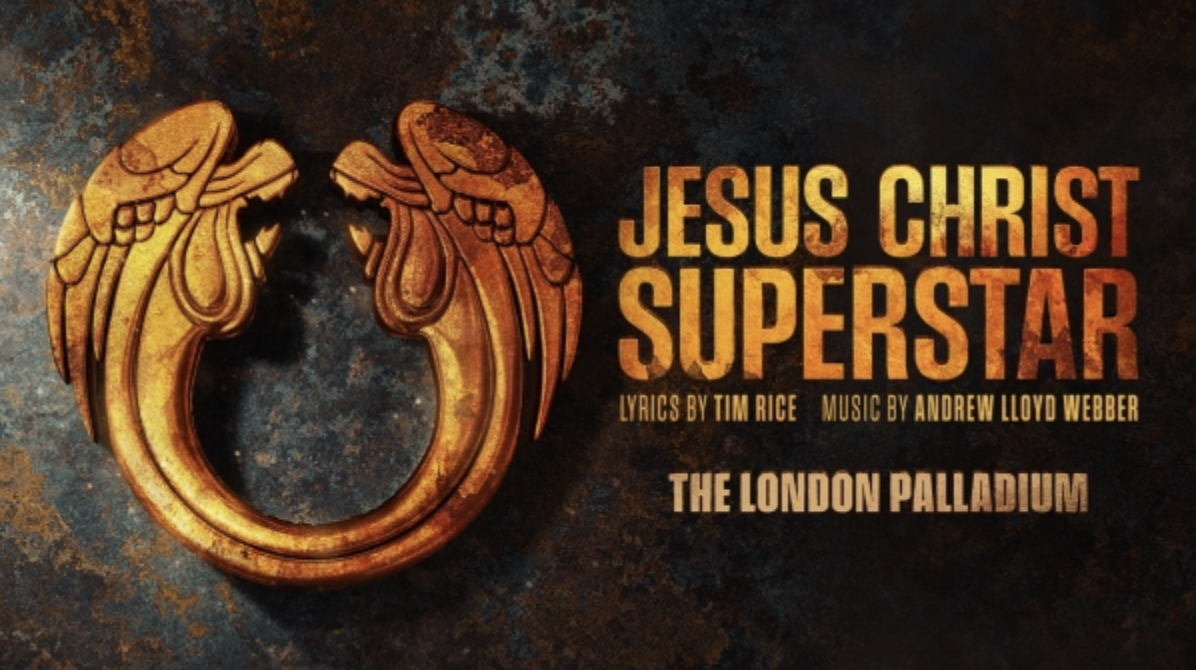 JESUS CHRIST
SUPERSTAR
LYRICS BY TIM RICE MUSIC BY ANDREW LLOYD WEBBER
THE LONDON PALLADIUM